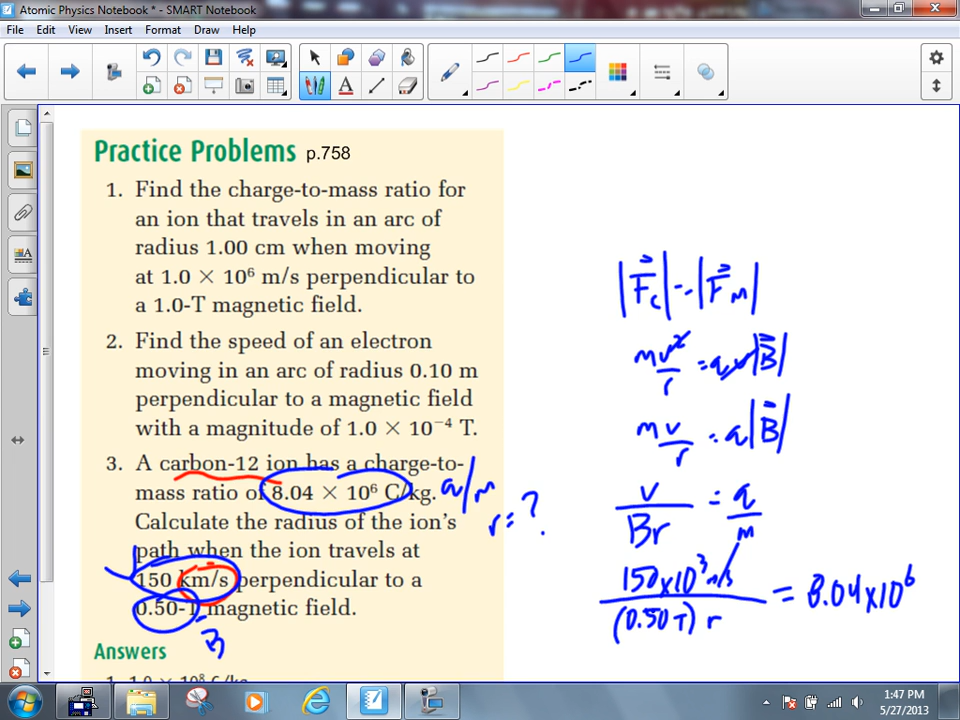 Atomic Physics Notebook * - SMART Notebook
File Edit View Insert Format Draw Help
Practice Problems p.758
1. Find the charge-to-mass ratio for
an ion that travels in an arc of
radius 1.00 cm when moving
at 1.0 × 10⁶ m/s perpendicular to
a 1.0-T magnetic field.
2. Find the speed of an electron
moving in an arc of radius 0.10 m
perpendicular to a magnetic field
with a magnitude of 1.0 × 10⁻⁴ T.
3. A carbon-12 ion has a charge-to-
mass ratio of 8.04 × 10⁶ C/kg. q/m
Calculate the radius of the ion's r = ?
path when the ion travels at
150 km/s perpendicular to a
0.50-T magnetic field.
B
Answers
|F⃗c| = |F⃗m|
mv²/r = qv|B⃗|
mv/r = q|B⃗|
v/Br = q/m
150x10³ m/s / (0.50 T) r = 8.04x10⁶
1:47 PM
5/27/2013